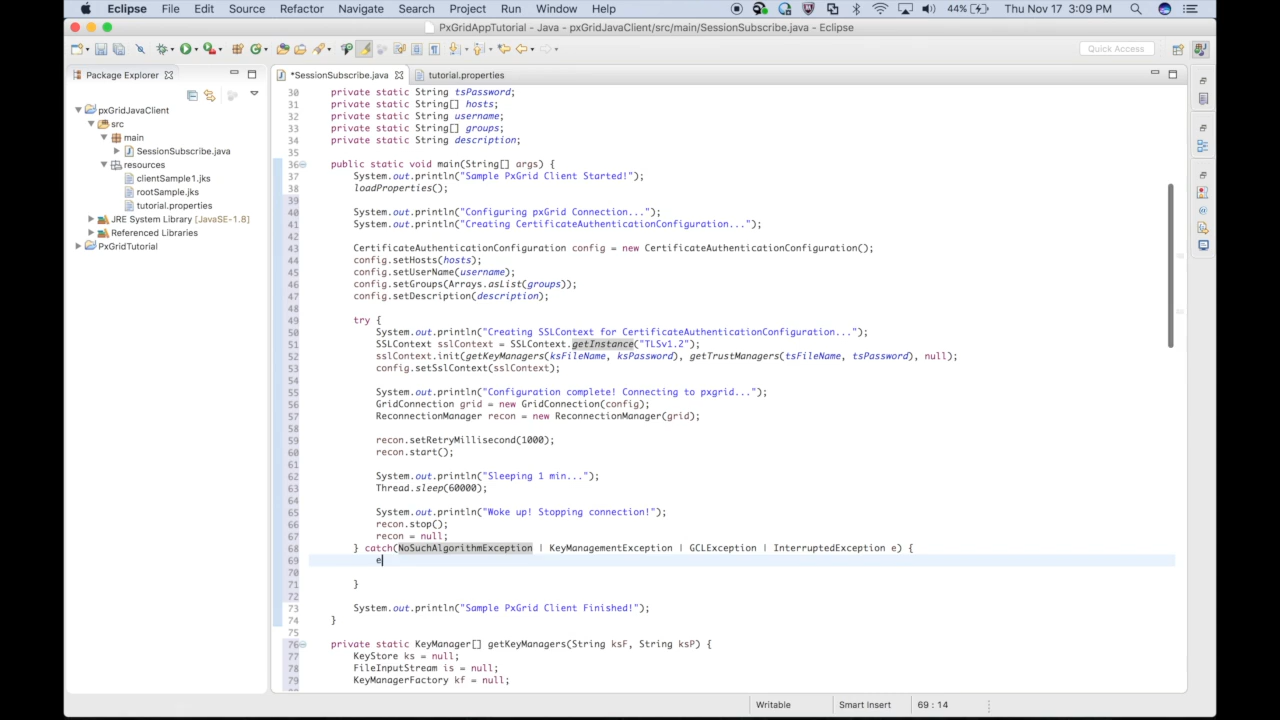 Eclipse File Edit Source Refactor Navigate Search Project Run Window Help 44% Thu Nov 17 3:09 PM
PxGridAppTutorial - Java - pxGridJavaClient/src/main/SessionSubscribe.java - Eclipse
Quick Access
Package Explorer
pxGridJavaClient
src
main
SessionSubscribe.java
resources
clientSample1.jks
rootSample.jks
tutorial.properties
JRE System Library [JavaSE-1.8]
Referenced Libraries
PxGridTutorial
*SessionSubscribe.java tutorial.properties
30 private static String tsPassword;
31 private static String[] hosts;
32 private static String username;
33 private static String[] groups;
34 private static String description;
35
36 public static void main(String[] args) {
37 System.out.println("Sample PxGrid Client Started!");
38 loadProperties();
39
40 System.out.println("Configuring pxGrid Connection...");
41 System.out.println("Creating CertificateAuthenticationConfiguration...");
42
43 CertificateAuthenticationConfiguration config = new CertificateAuthenticationConfiguration();
44 config.setHosts(hosts);
45 config.setUserName(username);
46 config.setGroups(Arrays.asList(groups));
47 config.setDescription(description);
48
49 try {
50 System.out.println("Creating SSLContext for CertificateAuthenticationConfiguration...");
51 SSLContext sslContext = SSLContext.getInstance("TLSv1.2");
52 sslContext.init(getKeyManagers(ksFileName, ksPassword), getTrustManagers(tsFileName, tsPassword), null);
53 config.setSslContext(sslContext);
54
55 System.out.println("Configuration complete! Connecting to pxgrid...");
56 GridConnection grid = new GridConnection(config);
57 ReconnectionManager recon = new ReconnectionManager(grid);
58
59 recon.setRetryMillisecond(1000);
60 recon.start();
61
62 System.out.println("Sleeping 1 min...");
63 Thread.sleep(60000);
64
65 System.out.println("Woke up! Stopping connection!");
66 recon.stop();
67 recon = null;
68 } catch(NoSuchAlgorithmException | KeyManagementException | GCLException | InterruptedException e) {
69 e
70
71 }
72
73 System.out.println("Sample PxGrid Client Finished!");
74 }
75
76 private static KeyManager[] getKeyManagers(String ksF, String ksP) {
77 KeyStore ks = null;
78 FileInputStream is = null;
79 KeyManagerFactory kf = null;
Writable Smart Insert 69 : 14